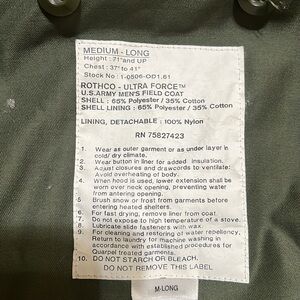 MEDIUM - LONG
Height : 71" and UP
Chest : 37" to 41"
Stock No : 1-0506-OD1.61
ROTHCO - ULTRA FORCE™
U.S.ARMY MEN'S FIELD COAT
SHELL : 65% Polyester / 35% Cotton
SHELL LINING : 65% Polyester / 35% Cotton
LINING, DETACHABLE : 100% Nylon
RN 75827423
1. Wear as outer garment or as under layer in
cold/ dry climate.
2. Wear button in liner for added insulation.
3. Adjust closures and drawcords to ventilate:
Avoid overheating of body.
4. When hood is used, lower extension shall be
worn over neck opening, preventing water
from antering opening.
5. Brush snow or frost from garments before
entering heated shelters.
6. For fast drying, remove liner from coat.
7. Do not expose to high temperature of a stove.
8. Lubricate slide fasteners with wax.
9. For cleaning and restoring of water repellency,
Return to laundry for machine washing in
accordance with established procedures for
Quarpel treated garments.
10. DO NOT STARCH OR BLEACH.
DO NOT REMOVE THIS LABEL
M-LONG